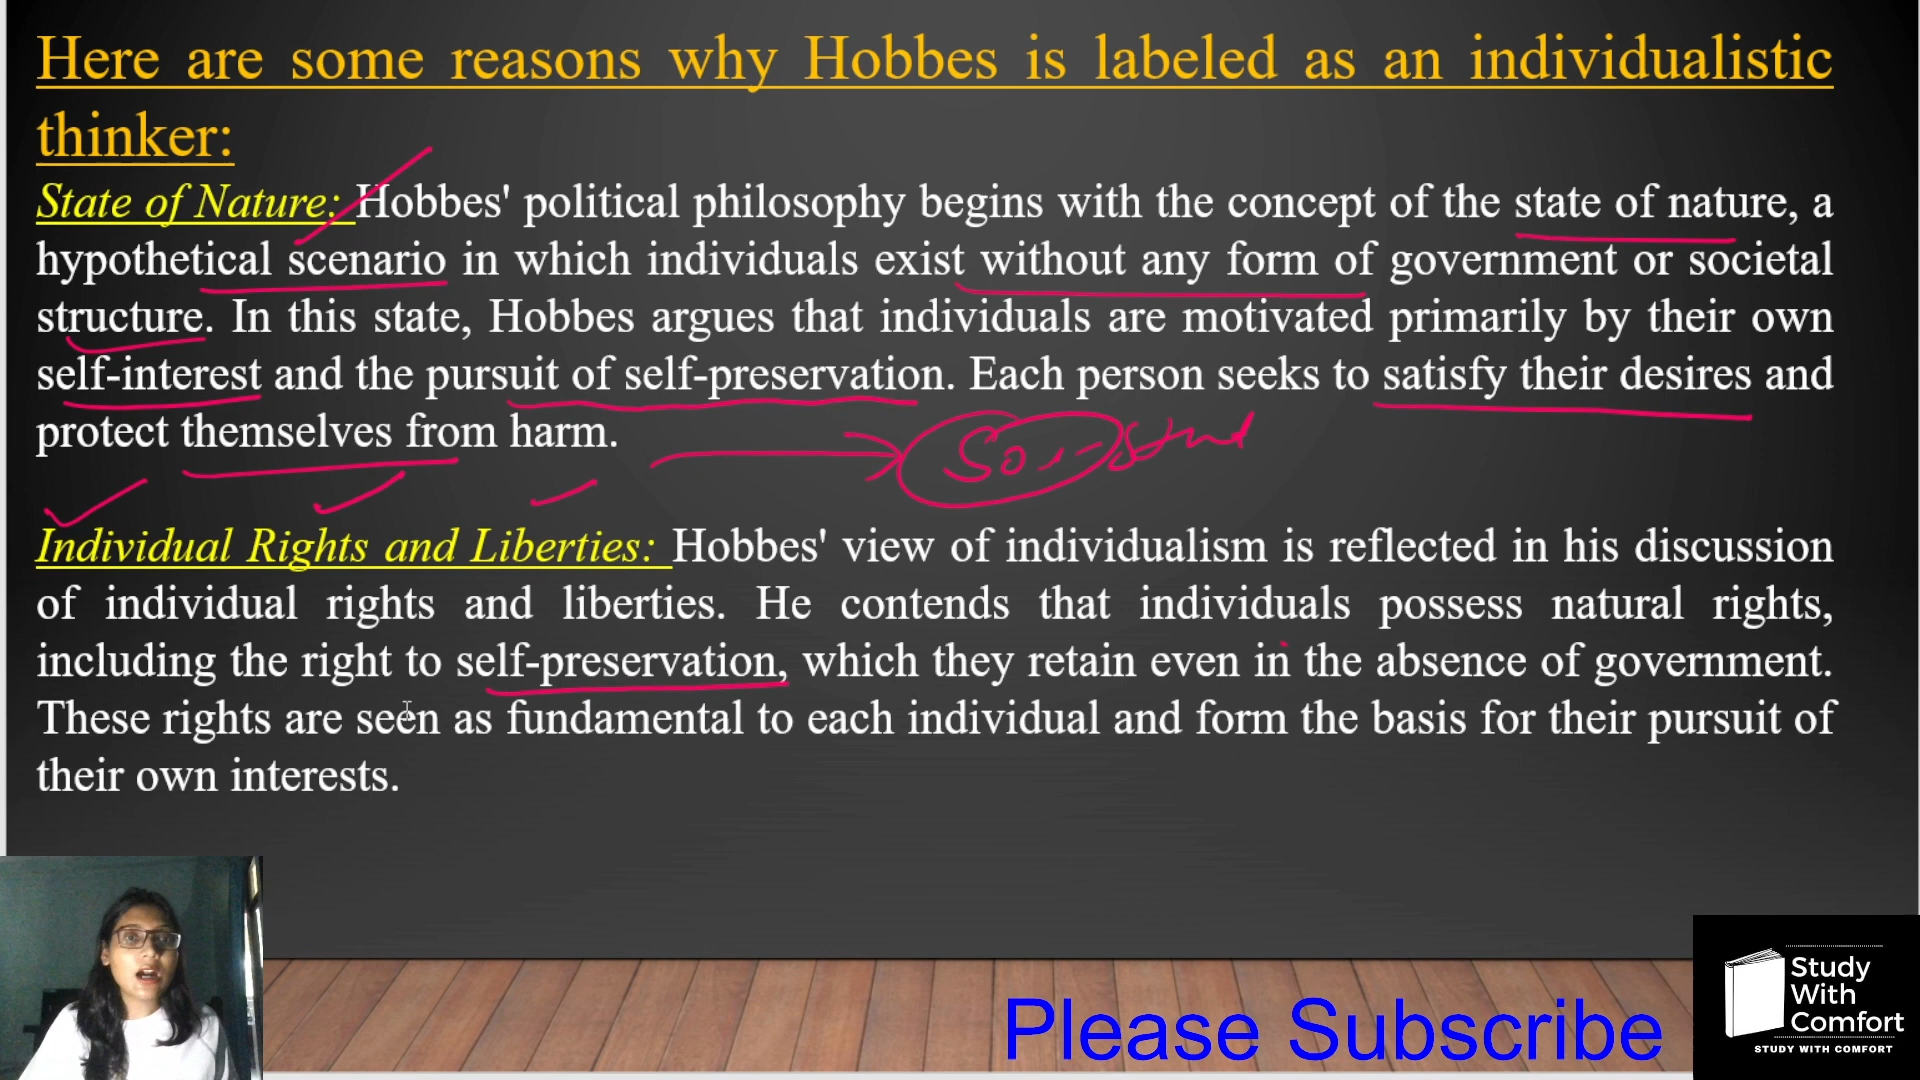 Here are some reasons why Hobbes is labeled as an individualistic
thinker:
State of Nature: Hobbes' political philosophy begins with the concept of the state of nature, a
hypothetical scenario in which individuals exist without any form of government or societal
structure. In this state, Hobbes argues that individuals are motivated primarily by their own
self-interest and the pursuit of self-preservation. Each person seeks to satisfy their desires and
protect themselves from harm.
Individual Rights and Liberties: Hobbes' view of individualism is reflected in his discussion
of individual rights and liberties. He contends that individuals possess natural rights,
including the right to self-preservation, which they retain even in the absence of government.
These rights are seen as fundamental to each individual and form the basis for their pursuit of
their own interests.
Please Subscribe
Study
With
Comfort
STUDY WITH COMFORT